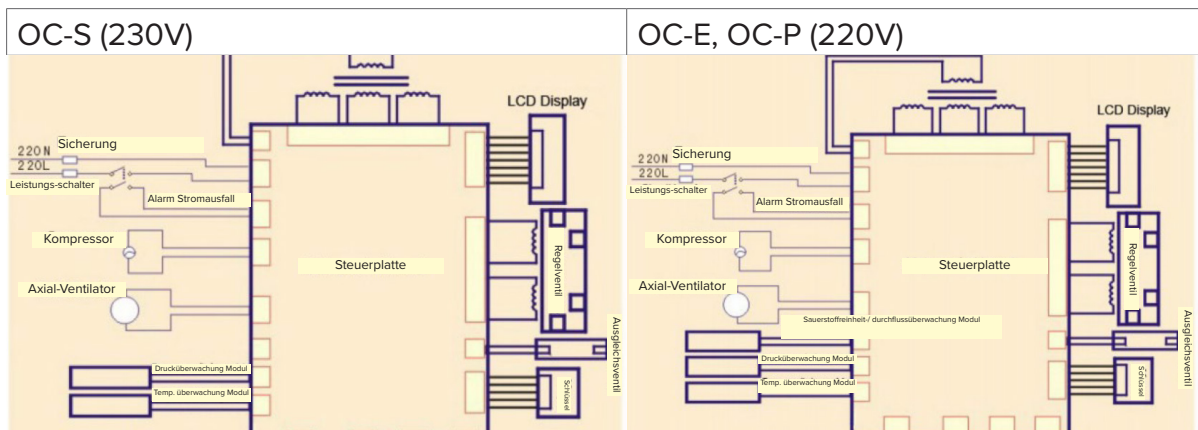 OC-S (230V)
LCD Display
Sicherung
220N
220L
Leistungs-schalter
Alarm Stromausfall
Kompressor
Steuerplatte
Regelventil
Axial-Ventilator
Ausgleichsventil
Drucküberwachung Modul
Temp. überwachung Modul
Schlüssel
OC-E, OC-P (220V)
LCD Display
Sicherung
220N
220L
Leistungs-schalter
Alarm Stromausfall
Kompressor
Steuerplatte
Regelventil
Axial-Ventilator
Sauerstoffreinheit-/ durchflussüberwachung Modul
Ausgleichsventil
Drucküberwachung Modul
Temp. überwachung Modul
Schlüssel